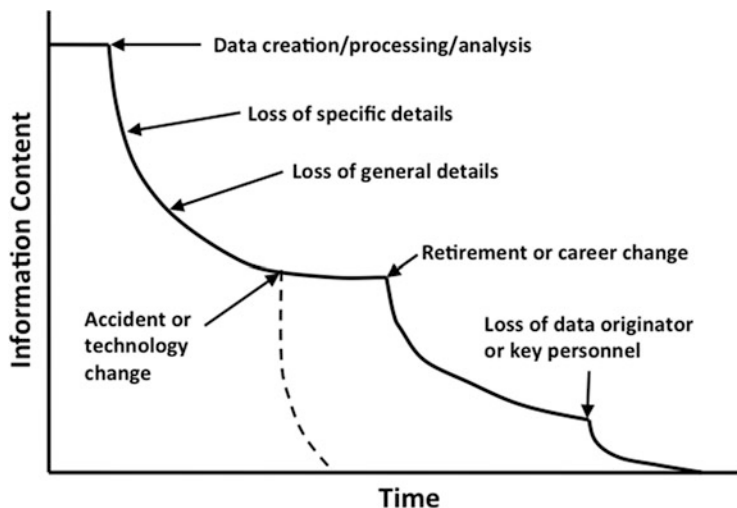 Data creation/processing/analysis
Loss of specific details
Loss of general details
Retirement or career change
Accident or
technology
change
Loss of data originator
or key personnel
Information Content
Time